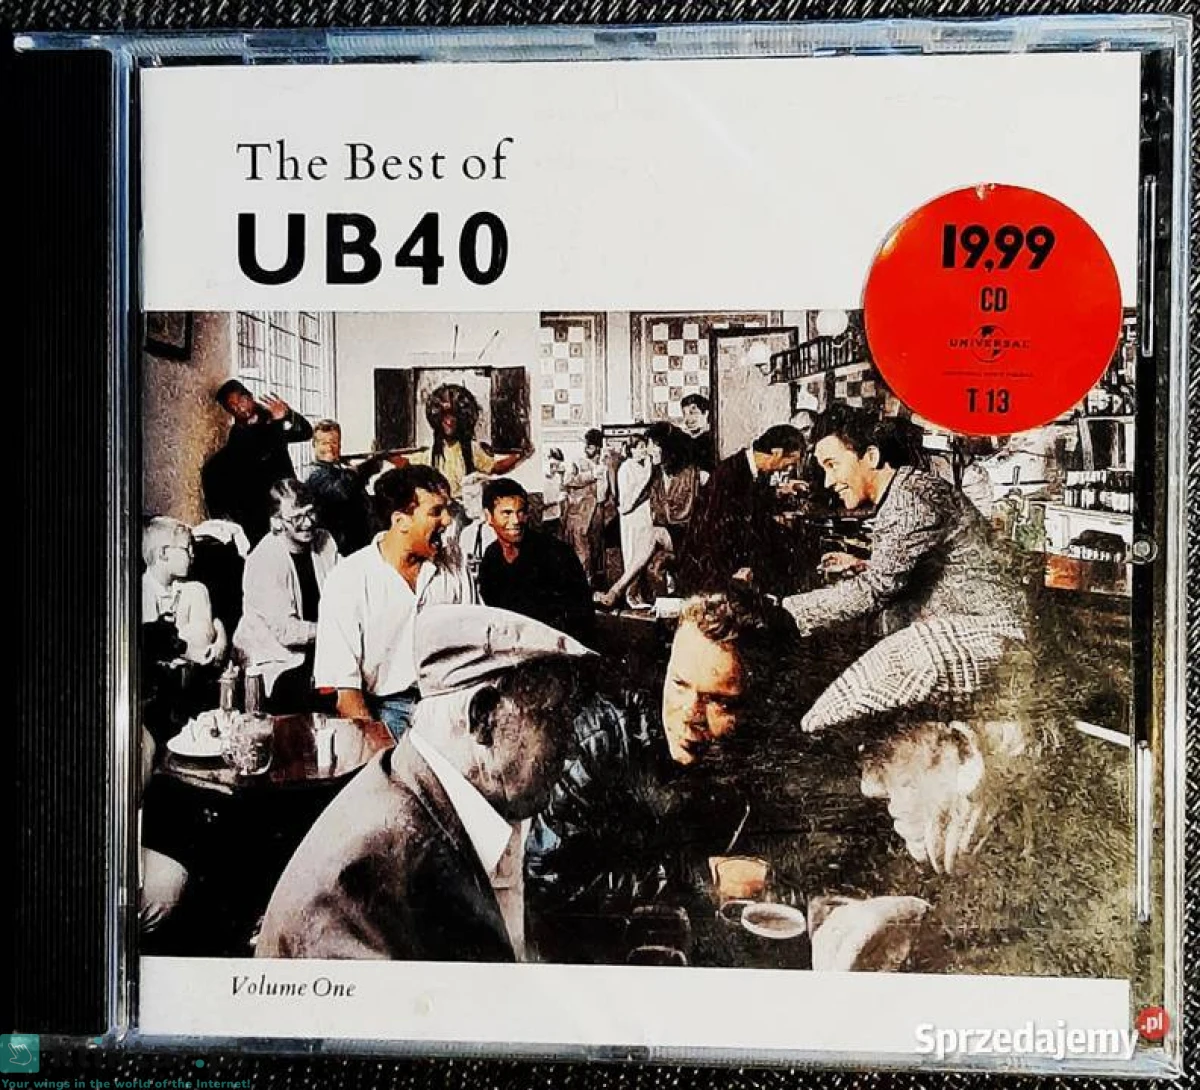 The Best of
UB40
19,99
CD
UNIVERSAL
T. 13
Volume One
Sprzedajemy.pl
Your wings in the world of the Internet!